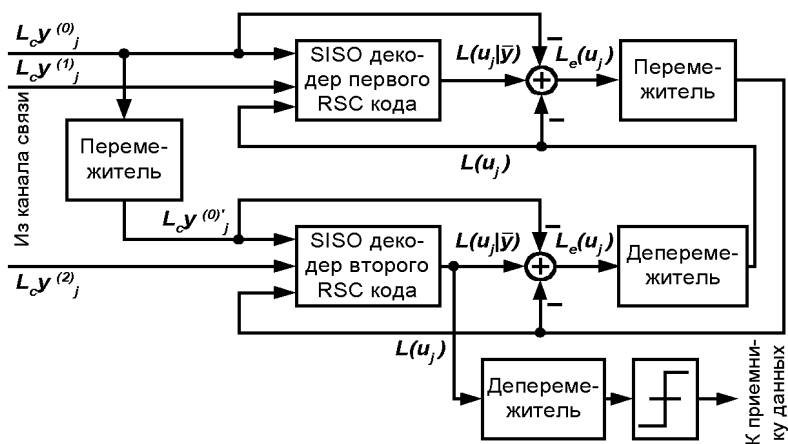 L_c y^(0)_j
L_c y^(1)_j
Из канала связи
Переме-
житель
L_c y^(0)'_j
L_c y^(2)_j
SISO деко-
дер первого
RSC кода
L(u_j|y̅)
−
+
−
L_e(u_j)
Переме-
житель
L(u_j)
SISO деко-
дер второго
RSC кода
L(u_j|y̅)
−
+
−
L_e(u_j)
Депереме-
житель
L(u_j)
Депереме-
житель
К приемни-
ку данных